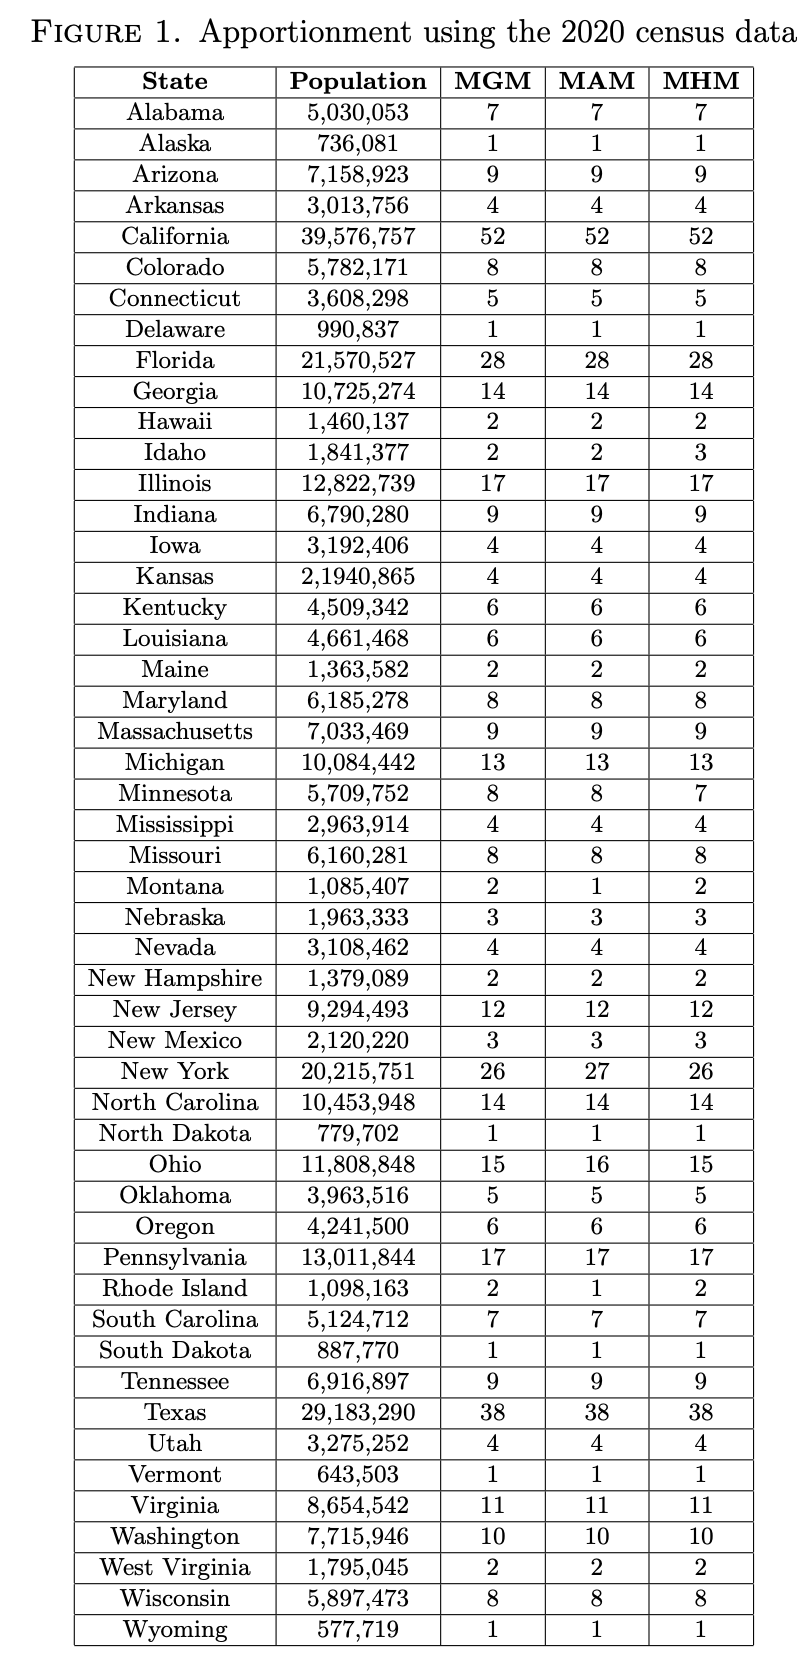 FIGURE 1. Apportionment using the 2020 census data
State Population MGM MAM MHM
Alabama 5,030,053 7 7 7
Alaska 736,081 1 1 1
Arizona 7,158,923 9 9 9
Arkansas 3,013,756 4 4 4
California 39,576,757 52 52 52
Colorado 5,782,171 8 8 8
Connecticut 3,608,298 5 5 5
Delaware 990,837 1 1 1
Florida 21,570,527 28 28 28
Georgia 10,725,274 14 14 14
Hawaii 1,460,137 2 2 2
Idaho 1,841,377 2 2 3
Illinois 12,822,739 17 17 17
Indiana 6,790,280 9 9 9
Iowa 3,192,406 4 4 4
Kansas 2,1940,865 4 4 4
Kentucky 4,509,342 6 6 6
Louisiana 4,661,468 6 6 6
Maine 1,363,582 2 2 2
Maryland 6,185,278 8 8 8
Massachusetts 7,033,469 9 9 9
Michigan 10,084,442 13 13 13
Minnesota 5,709,752 8 8 7
Mississippi 2,963,914 4 4 4
Missouri 6,160,281 8 8 8
Montana 1,085,407 2 1 2
Nebraska 1,963,333 3 3 3
Nevada 3,108,462 4 4 4
New Hampshire 1,379,089 2 2 2
New Jersey 9,294,493 12 12 12
New Mexico 2,120,220 3 3 3
New York 20,215,751 26 27 26
North Carolina 10,453,948 14 14 14
North Dakota 779,702 1 1 1
Ohio 11,808,848 15 16 15
Oklahoma 3,963,516 5 5 5
Oregon 4,241,500 6 6 6
Pennsylvania 13,011,844 17 17 17
Rhode Island 1,098,163 2 1 2
South Carolina 5,124,712 7 7 7
South Dakota 887,770 1 1 1
Tennessee 6,916,897 9 9 9
Texas 29,183,290 38 38 38
Utah 3,275,252 4 4 4
Vermont 643,503 1 1 1
Virginia 8,654,542 11 11 11
Washington 7,715,946 10 10 10
West Virginia 1,795,045 2 2 2
Wisconsin 5,897,473 8 8 8
Wyoming 577,719 1 1 1